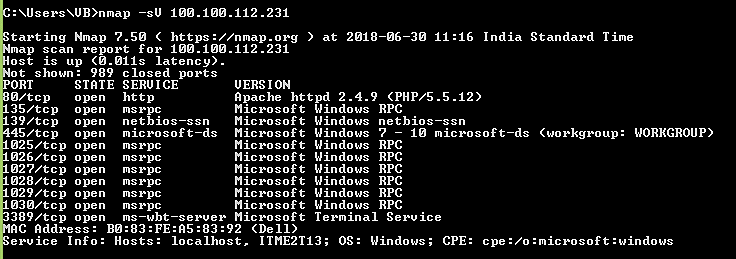 C:\Users\VB>nmap -sV 100.100.112.231
Starting Nmap 7.50 ( https://nmap.org ) at 2018-06-30 11:16 India Standard Time
Nmap scan report for 100.100.112.231
Host is up (0.011s latency).
Not shown: 989 closed ports
PORT     STATE SERVICE       VERSION
80/tcp   open  http          Apache httpd 2.4.9 (PHP/5.5.12)
135/tcp  open  msrpc         Microsoft Windows RPC
139/tcp  open  netbios-ssn   Microsoft Windows netbios-ssn
445/tcp  open  microsoft-ds  Microsoft Windows 7 - 10 microsoft-ds (workgroup: WORKGROUP)
1025/tcp open  msrpc         Microsoft Windows RPC
1026/tcp open  msrpc         Microsoft Windows RPC
1027/tcp open  msrpc         Microsoft Windows RPC
1028/tcp open  msrpc         Microsoft Windows RPC
1029/tcp open  msrpc         Microsoft Windows RPC
1030/tcp open  msrpc         Microsoft Windows RPC
3389/tcp open  ms-wbt-server Microsoft Terminal Service
MAC Address: B0:83:FE:A5:83:92 (Dell)
Service Info: Hosts: localhost, ITME2T13; OS: Windows; CPE: cpe:/o:microsoft:windows